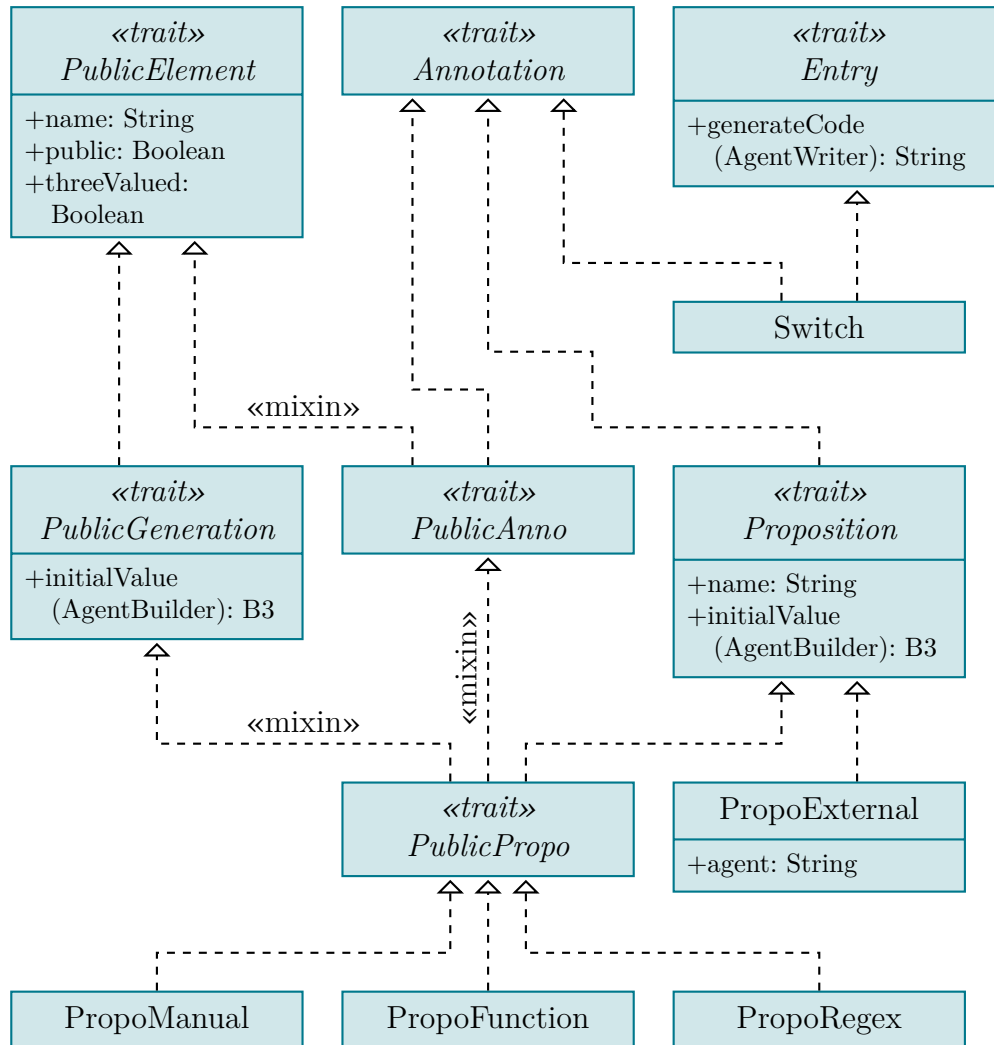 «trait»
PublicElement
+name: String
+public: Boolean
+threeValued:
Boolean
«trait»
Annotation
«trait»
Entry
+generateCode
(AgentWriter): String
Switch
«mixin»
«trait»
PublicGeneration
+initialValue
(AgentBuilder): B3
«trait»
PublicAnno
«trait»
Proposition
+name: String
+initialValue
(AgentBuilder): B3
«mixin»
«mixin»
«trait»
PublicPropo
PropoExternal
+agent: String
PropoManual
PropoFunction
PropoRegex